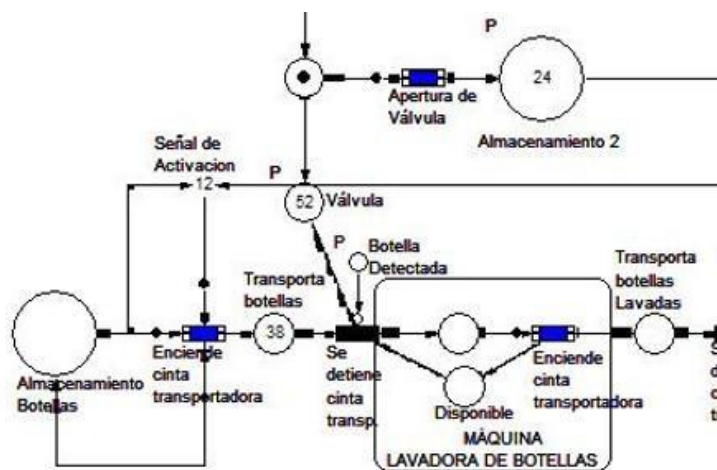 P
24
Apertura de
Válvula
Almacenamiento 2
Señal de
Activacion
12
P
52
Válvula
P
Botella
Detectada
Transporta
botellas
38
Transporta
botellas
Lavadas
Almacenamiento
Botellas
Enciende
cinta
transportadora
Se
detiene
cinta
transp.
Disponible
Enciende
cinta
transportadora
S
d
c
t
MÁQUINA
LAVADORA DE BOTELLAS